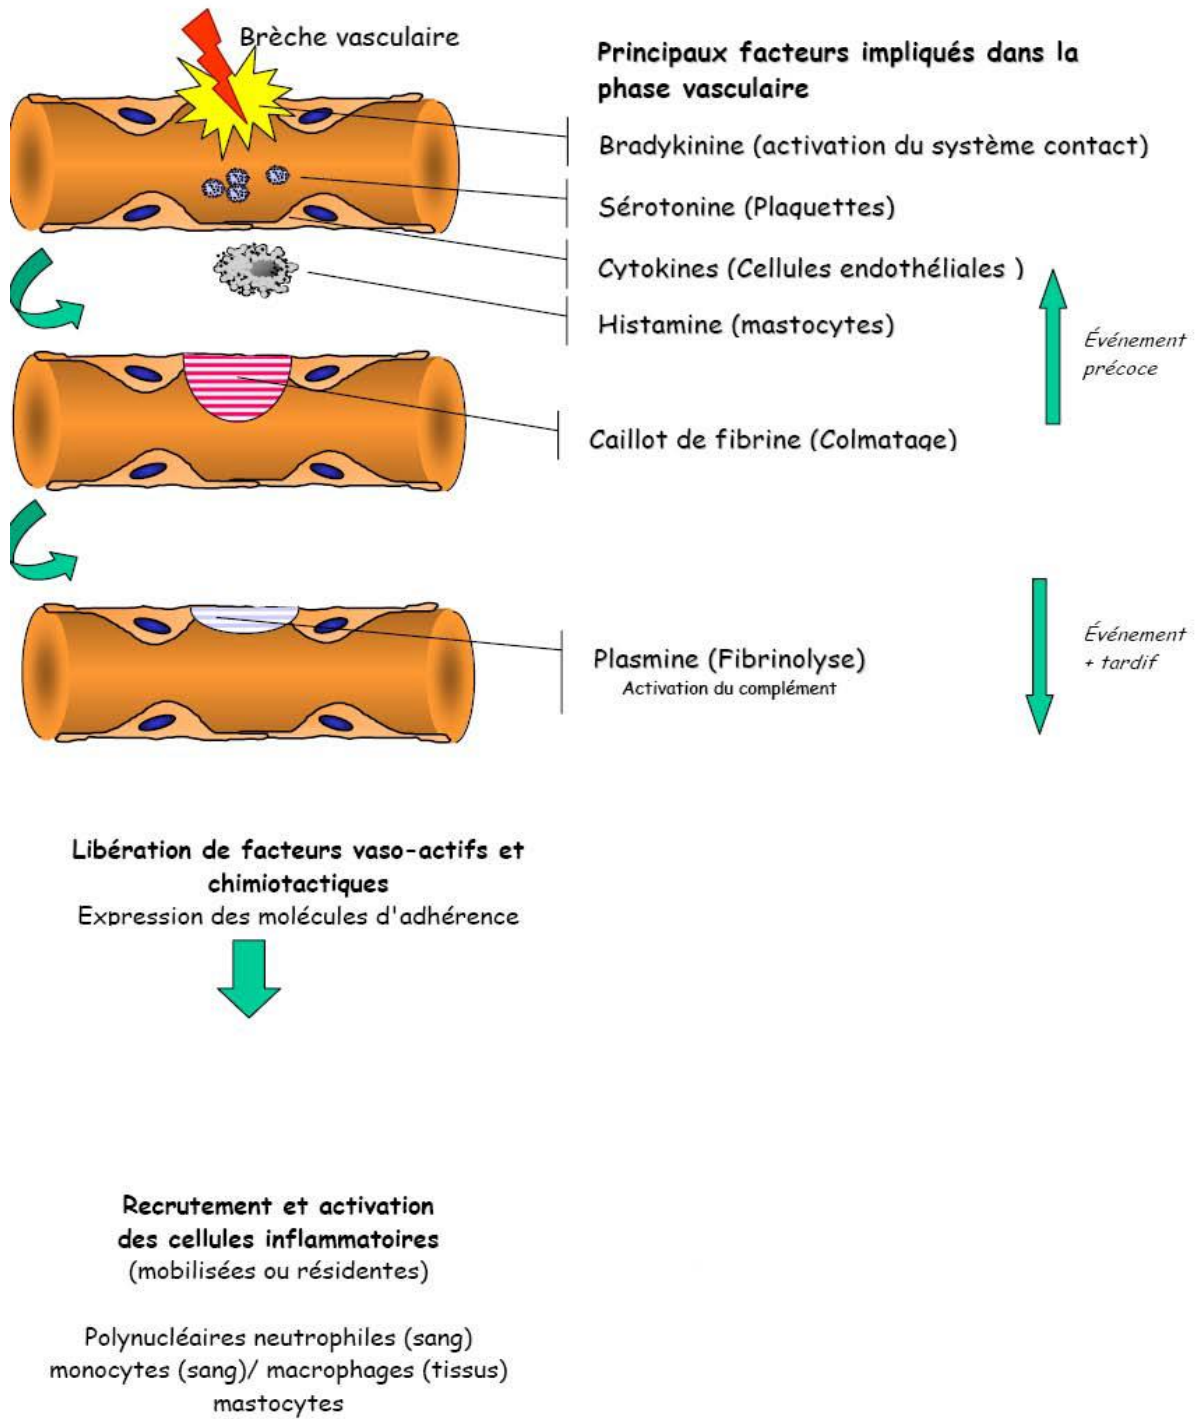 Brèche vasculaire
Principaux facteurs impliqués dans la
phase vasculaire
Bradykinine (activation du système contact)
Sérotonine (Plaquettes)
Cytokines (Cellules endothéliales )
Histamine (mastocytes)
Événement
précoce
Caillot de fibrine (Colmatage)
Événement
+ tardif
Plasmine (Fibrinolyse)
Activation du complément
Libération de facteurs vaso-actifs et
chimiotactiques
Expression des molécules d'adhérence
Recrutement et activation
des cellules inflammatoires
(mobilisées ou résidentes)
Polynucléaires neutrophiles (sang)
monocytes (sang)/ macrophages (tissus)
mastocytes